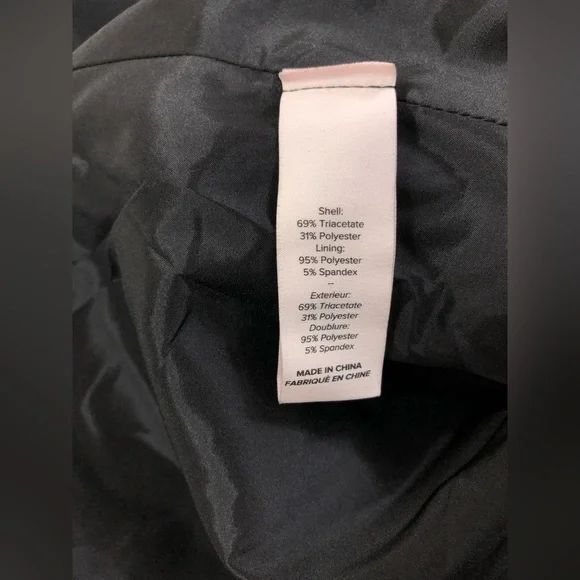 Shell:
69% Triacetate
31% Polyester
Lining:
95% Polyester
5% Spandex
--
Exterieur:
69% Triacetate
31% Polyester
Doublure:
95% Polyester
5% Spandex
MADE IN CHINA
FABRIQUÉ EN CHINE